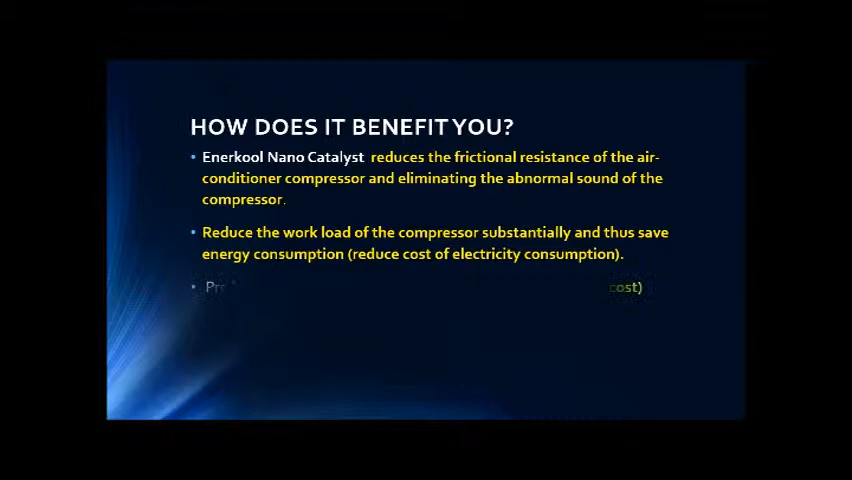 HOW DOES IT BENEFIT YOU?
• Enerkool Nano Catalyst reduces the frictional resistance of the air-
conditioner compressor and eliminating the abnormal sound of the
compressor.
• Reduce the work load of the compressor substantially and thus save
energy consumption (reduce cost of electricity consumption).
• cost)